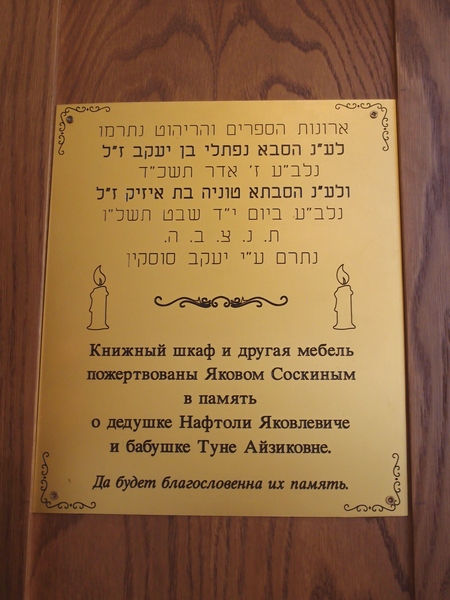 ארונות הספרים והריהוט נתרמו
לע״נ הסבא נפתלי בן יעקב ז״ל
נלב״ע ז׳ אדר תשכ״ד
ולע״נ הסבתא טוניה בת איזיק ז״ל
נלב״ע ביום י״ד שבט תשל״ו
ת. נ. צ. ב. ה.
נתרם ע״י יעקב סוסקין
Книжный шкаф и другая мебель
пожертвованы Яковом Соскиным
в память
о дедушке Нафтоли Яковлевиче
и бабушке Туне Айзиковне.
Да будет благословенна их память.